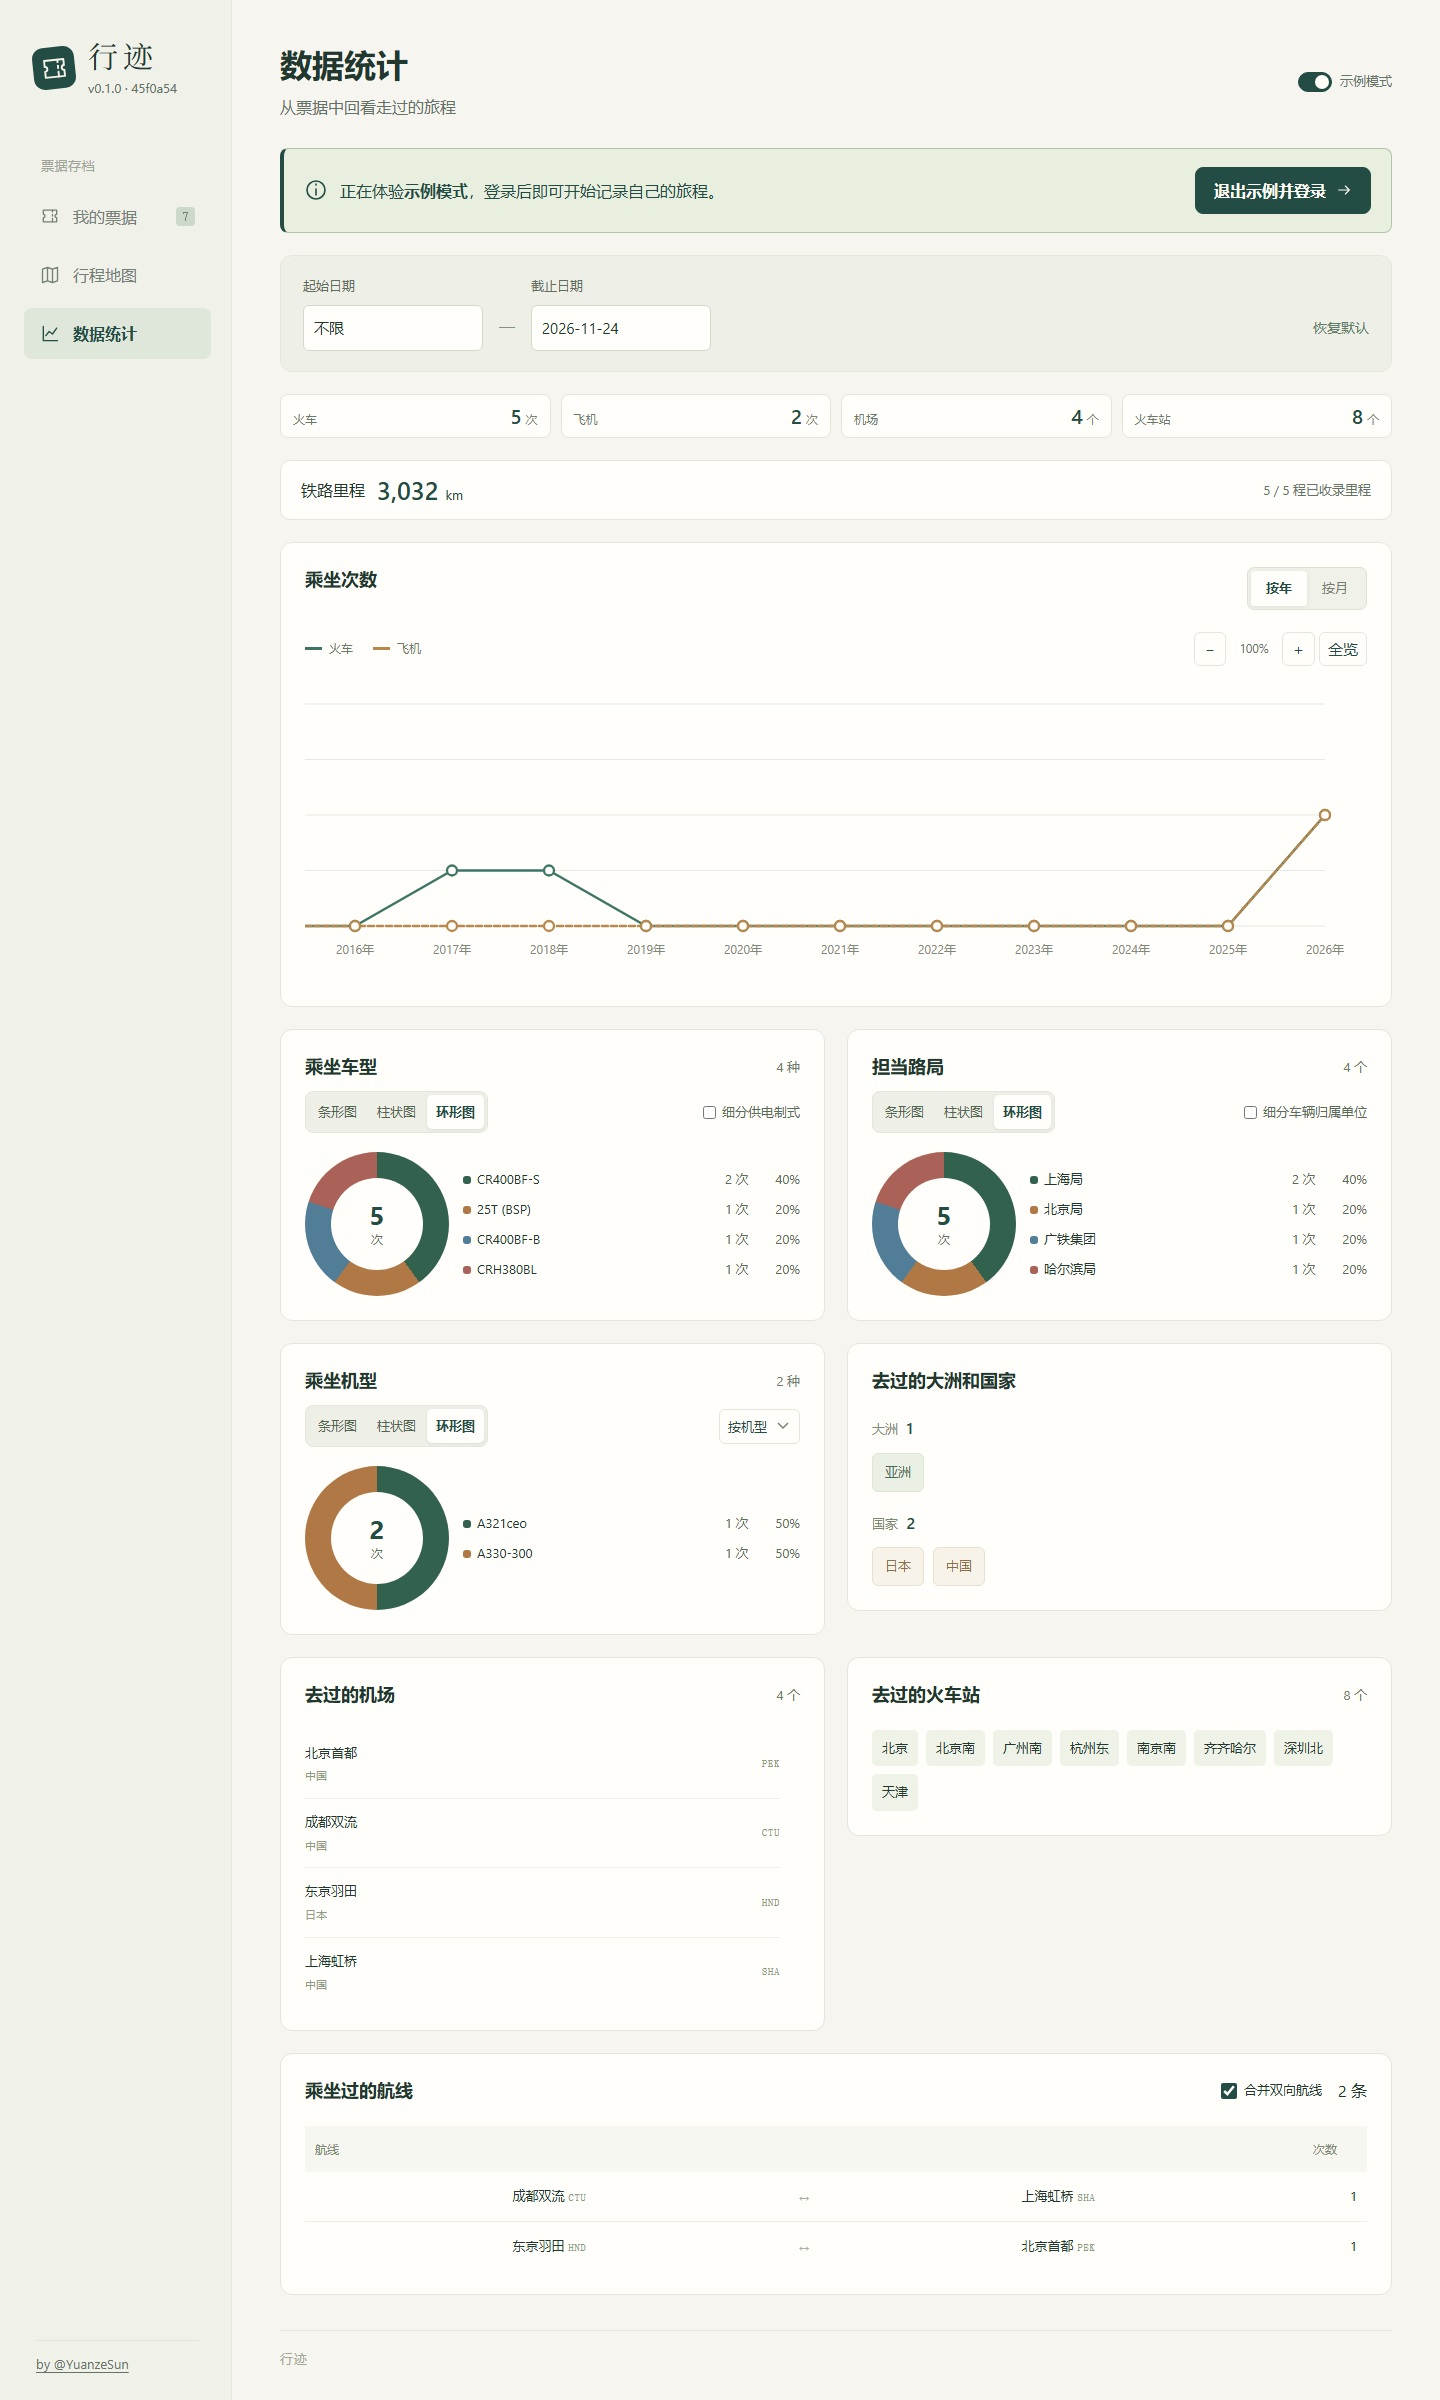 行迹
v0.1.0 · 45f0a54
票据存档
我的票据 7
行程地图
数据统计
by @YuanzeSun
数据统计
从票据中回看走过的旅程
示例模式
正在体验示例模式，登录后即可开始记录自己的旅程。
退出示例并登录 →
起始日期
截止日期
不限 — 2026-11-24
恢复默认
火车 5 次
飞机 2 次
机场 4 个
火车站 8 个
铁路里程 3,032 km
5 / 5 程已收录里程
乘坐次数
按年 按月
火车 飞机
− 100% + 全览
2016年 2017年 2018年 2019年 2020年 2021年 2022年 2023年 2024年 2025年 2026年
乘坐车型 4 种
条形图 柱状图 环形图
细分供电制式
5
次
CR400BF-S 2 次 40%
25T (BSP) 1 次 20%
CR400BF-B 1 次 20%
CRH380BL 1 次 20%
担当路局 4 个
条形图 柱状图 环形图
细分车辆归属单位
5
次
上海局 2 次 40%
北京局 1 次 20%
广铁集团 1 次 20%
哈尔滨局 1 次 20%
乘坐机型 2 种
条形图 柱状图 环形图
按机型
2
次
A321ceo 1 次 50%
A330-300 1 次 50%
去过的大洲和国家
大洲 1
亚洲
国家 2
日本 中国
去过的机场 4 个
北京首都
中国
PEK
成都双流
中国
CTU
东京羽田
日本
HND
上海虹桥
中国
SHA
去过的火车站 8 个
北京 北京南 广州南 杭州东 南京南 齐齐哈尔 深圳北
天津
乘坐过的航线
合并双向航线 2 条
航线 次数
成都双流 CTU ↔ 上海虹桥 SHA 1
东京羽田 HND ↔ 北京首都 PEK 1
行迹